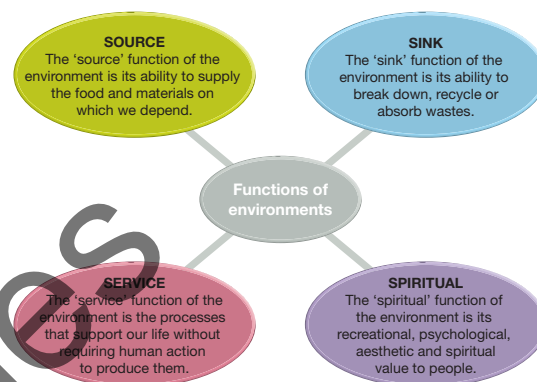 SOURCE
The ‘source’ function of the
environment is its ability to supply
the food and materials on
which we depend.
SINK
The ‘sink’ function of the
environment is its ability to
break down, recycle or
absorb wastes.
Functions of
environments
SERVICE
The ‘service’ function of the
environment is the processes
that support our life without
requiring human action
to produce them.
SPIRITUAL
The ‘spiritual’ function of
the environment is its
recreational, psychological,
aesthetic and spiritual
value to people.